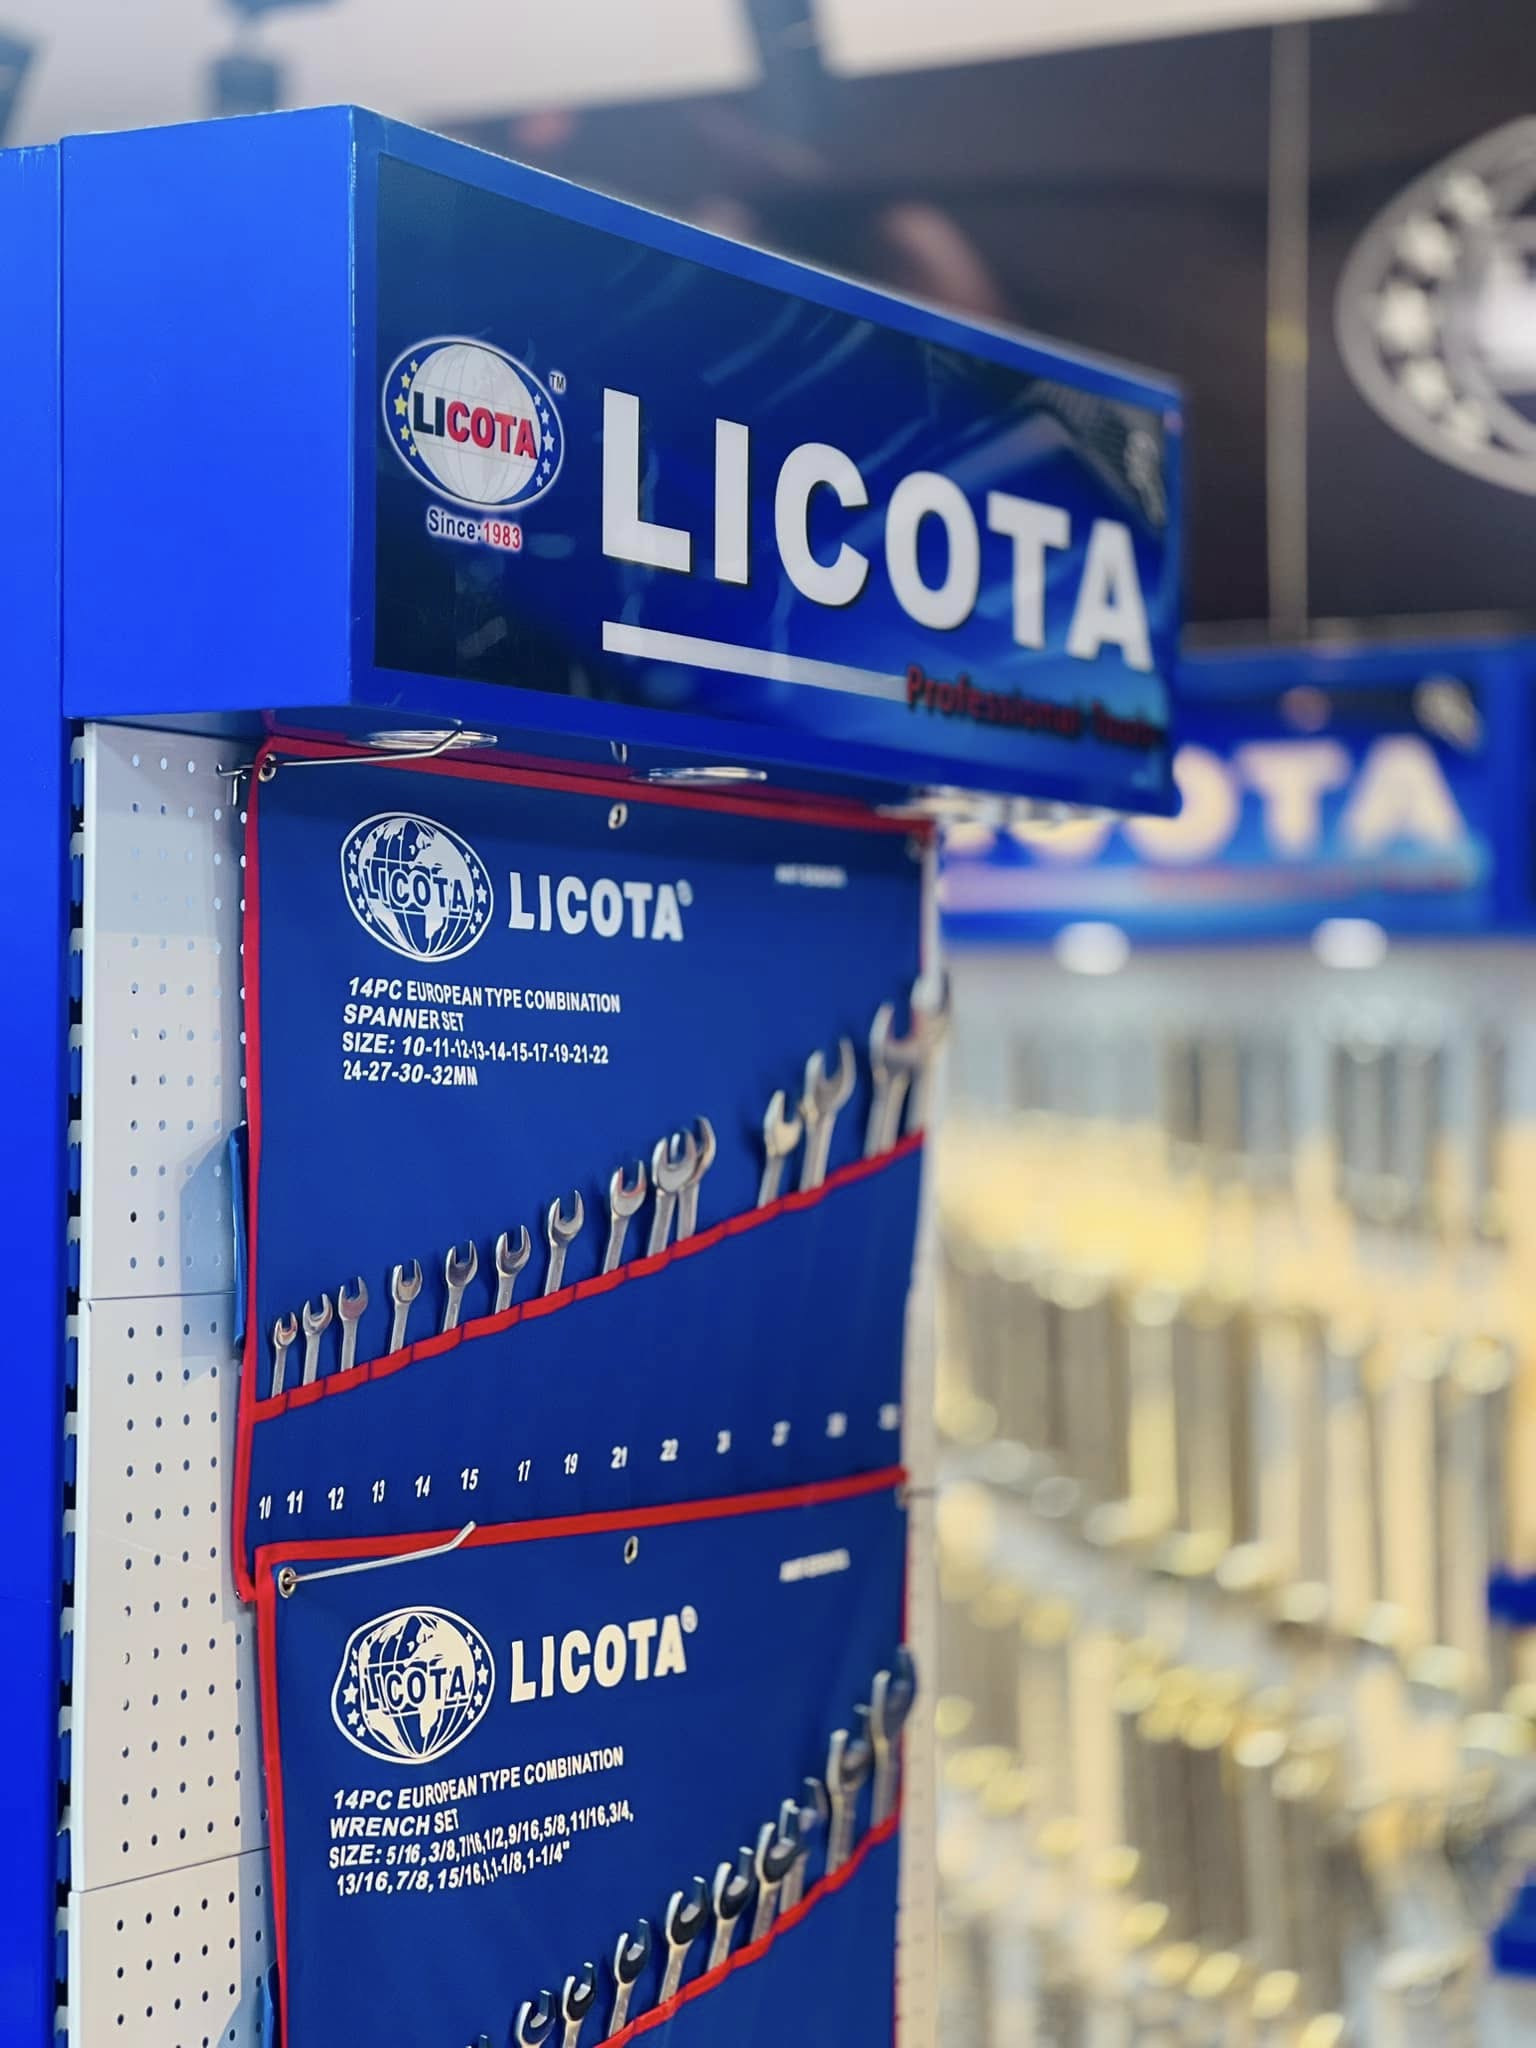 LICOTA
TM
Since:1983
LICOTA
Professional Tools
COTA
LICOTA
LICOTA®
14PC EUROPEAN TYPE COMBINATION
SPANNER SET
SIZE: 10-11-12-13-14-15-17-19-21-22
24-27-30-32MM
10 11 12 13 14 15 17 19 21 22 27
LICOTA
LICOTA®
14PC EUROPEAN TYPE COMBINATION
WRENCH SET
SIZE: 5/16, 3/8,7/16,1/2,9/16,5/8,11/16,3/4,
13/16,7/8,15/16,1,1-1/8,1-1/4"